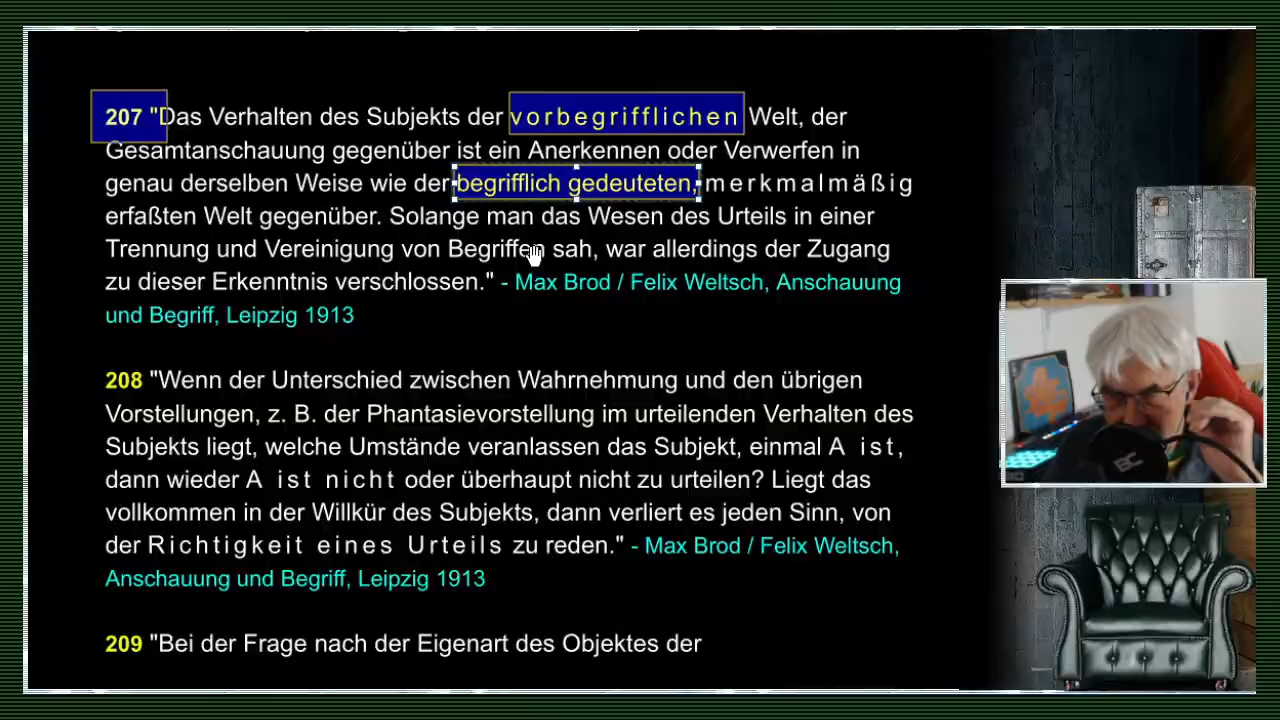 207 "Das Verhalten des Subjekts der vorbegrifflichen Welt, der
Gesamtanschauung gegenüber ist ein Anerkennen oder Verwerfen in
genau derselben Weise wie der begrifflich gedeuteten, merkmalmäßig
erfaßten Welt gegenüber. Solange man das Wesen des Urteils in einer
Trennung und Vereinigung von Begriffen sah, war allerdings der Zugang
zu dieser Erkenntnis verschlossen." - Max Brod / Felix Weltsch, Anschauung
und Begriff, Leipzig 1913
208 "Wenn der Unterschied zwischen Wahrnehmung und den übrigen
Vorstellungen, z. B. der Phantasievorstellung im urteilenden Verhalten des
Subjekts liegt, welche Umstände veranlassen das Subjekt, einmal A ist,
dann wieder A ist nicht oder überhaupt nicht zu urteilen? Liegt das
vollkommen in der Willkür des Subjekts, dann verliert es jeden Sinn, von
der Richtigkeit eines Urteils zu reden." - Max Brod / Felix Weltsch,
Anschauung und Begriff, Leipzig 1913
209 "Bei der Frage nach der Eigenart des Objektes der